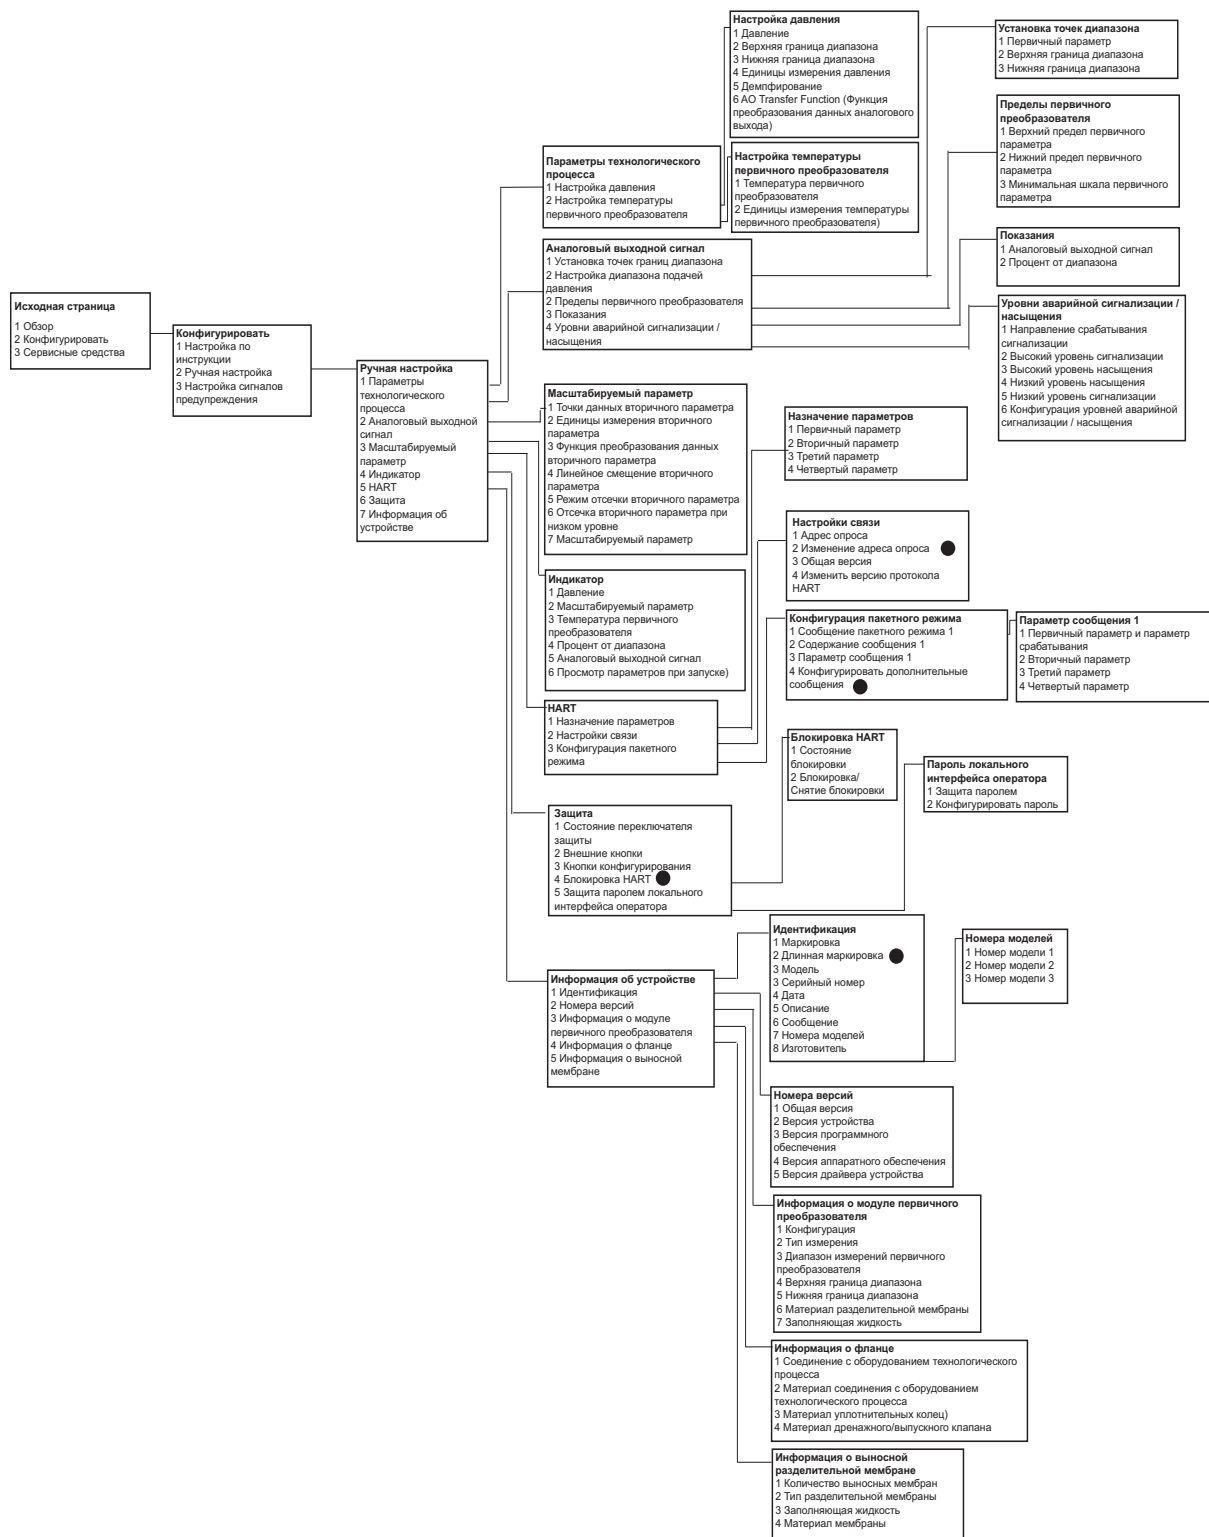 Исходная страница
1 Обзор
2 Конфигурировать
3 Сервисные средства
Конфигурировать
1 Настройка по
инструкции
2 Ручная настройка
3 Настройка сигналов
предупреждения
Ручная настройка
1 Параметры
технологического
процесса
2 Аналоговый выходной
сигнал
3 Масштабируемый
параметр
4 Индикатор
5 HART
6 Защита
7 Информация об
устройстве
Параметры технологического
процесса
1 Настройка давления
2 Настройка температуры
первичного преобразователя
Настройка давления
1 Давление
2 Верхняя граница диапазона
3 Нижняя граница диапазона
4 Единицы измерения давления
5 Демпфирование
6 AO Transfer Function (Функция
преобразования данных аналогового
выхода)
Настройка температуры
первичного преобразователя
1 Температура первичного
преобразователя
2 Единицы измерения температуры
первичного преобразователя)
Аналоговый выходной сигнал
1 Установка точек границ диапазона
2 Настройка диапазона подачей
давления
2 Пределы первичного преобразователя
3 Показания
4 Уровни аварийной сигнализации /
насыщения
Установка точек диапазона
1 Первичный параметр
2 Верхняя граница диапазона
3 Нижняя граница диапазона
Пределы первичного
преобразователя
1 Верхний предел первичного
параметра
2 Нижний предел первичного
параметра
3 Минимальная шкала первичного
параметра
Показания
1 Аналоговый выходной сигнал
2 Процент от диапазона
Уровни аварийной сигнализации /
насыщения
1 Направление срабатывания
сигнализации
2 Высокий уровень сигнализации
3 Высокий уровень насыщения
4 Низкий уровень насыщения
5 Низкий уровень сигнализации
6 Конфигурация уровней аварийной
сигнализации / насыщения
Масштабируемый параметр
1 Точки данных вторичного параметра
2 Единицы измерения вторичного
параметра
3 Функция преобразования данных
вторичного параметра
4 Линейное смещение вторичного
параметра
5 Режим отсечки вторичного параметра
6 Отсечка вторичного параметра при
низком уровне
7 Масштабируемый параметр
Индикатор
1 Давление
2 Масштабируемый параметр
3 Температура первичного
преобразователя
4 Процент от диапазона
5 Аналоговый выходной сигнал
6 Просмотр параметров при запуске)
HART
1 Назначение параметров
2 Настройки связи
3 Конфигурация пакетного
режима
Назначение параметров
1 Первичный параметр
2 Вторичный параметр
3 Третий параметр
4 Четвертый параметр
Настройки связи
1 Адрес опроса
2 Изменение адреса опроса
3 Общая версия
4 Изменить версию протокола
HART
Конфигурация пакетного режима
1 Сообщение пакетного режима 1
2 Содержание сообщения 1
3 Параметр сообщения 1
4 Конфигурировать дополнительные
сообщения
Параметр сообщения 1
1 Первичный параметр и параметр
срабатывания
2 Вторичный параметр
3 Третий параметр
4 Четвертый параметр
Защита
1 Состояние переключателя
защиты
2 Внешние кнопки
3 Кнопки конфигурирования
4 Блокировка HART
5 Защита паролем локального
интерфейса оператора
Блокировка HART
1 Состояние
блокировки
2 Блокировка/
Снятие блокировки
Пароль локального
интерфейса оператора
1 Защита паролем
2 Конфигурировать пароль
Информация об устройстве
1 Идентификация
2 Номера версий
3 Информация о модуле
первичного преобразователя
4 Информация о фланце
5 Информация о выносной
мембране
Идентификация
1 Маркировка
2 Длинная маркировка
3 Модель
3 Серийный номер
4 Дата
5 Описание
6 Сообщение
7 Номера моделей
8 Изготовитель
Номера моделей
1 Номер модели 1
2 Номер модели 2
3 Номер модели 3
Номера версий
1 Общая версия
2 Версия устройства
3 Версия программного
обеспечения
4 Версия аппаратного обеспечения
5 Версия драйвера устройства
Информация о модуле первичного
преобразователя
1 Конфигурация
2 Тип измерения
3 Диапазон измерений первичного
преобразователя
4 Верхняя граница диапазона
5 Нижняя граница диапазона
6 Материал разделительной мембраны
7 Заполняющая жидкость
Информация о фланце
1 Соединение с оборудованием технологического
процесса
2 Материал соединения с оборудованием
технологического процесса
3 Материал уплотнительных колец)
4 Материал дренажного/выпускного клапана
Информация о выносной
разделительной мембране
1 Количество выносных мембран
2 Тип разделительной мембраны
3 Заполняющая жидкость
4 Материал мембраны